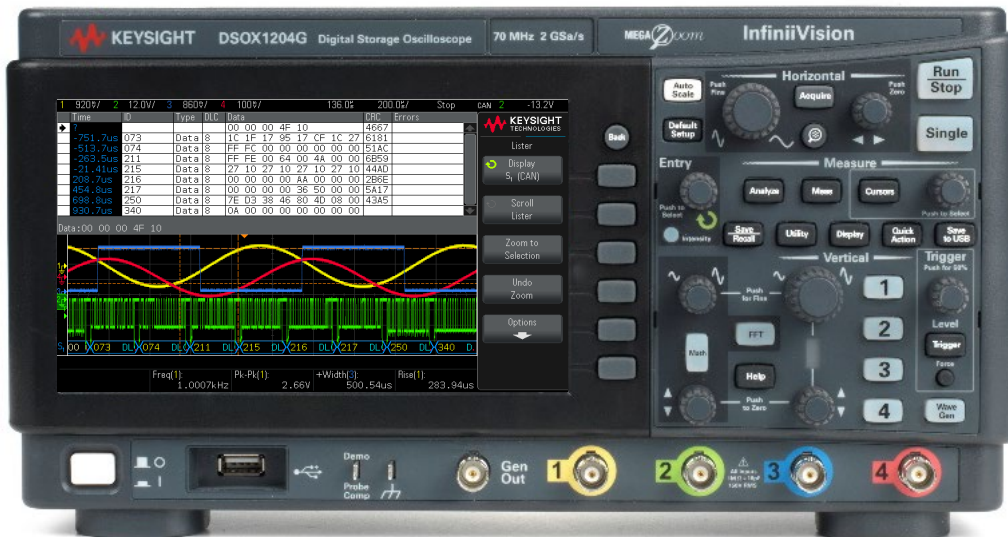 KEYSIGHT DSOX1204G Digital Storage Oscilloscope 70 MHz 2 GSa/s MEGA Zoom InfiniiVision
1 920♈/ 2 12.0V/ 3 860♈/ 4 100♈/ 136.0 200.0 / Stop CAN 2 -13.2V
Time ID Type DLC Data CRC Errors
? 00 00 00 4F 10 4667
-751.7us 073 Data 8 1C 1F 17 95 17 CF 1C 27 6181
-513.7us 074 Data 8 FF FC 00 00 00 00 00 00 51AC
-263.5us 211 Data 8 FF FE 00 64 00 4A 00 00 6B59
-21.41us 215 Data 8 27 10 27 10 27 10 27 10 44AD
208.7us 216 Data 8 00 00 00 00 AA 00 00 00 2B6E
454.8us 217 Data 8 00 00 00 00 36 50 00 00 5A17
698.8us 250 Data 8 7E D3 38 46 80 4D 08 00 43A5
930.7us 340 Data 8 0A 00 00 00 00 00 00 00
Data:00 00 00 4F 10
00 073 DL 074 DL 211 DL 215 DL 216 DL 217 DL 250 DL 340 D
Freq(1): 1.0007kHz
Pk-Pk(1): 2.66V
+Width(3): 500.54us
Rise(1): 283.94us
KEYSIGHT
TECHNOLOGIES
Lister
Display
S₁ (CAN)
Scroll
Lister
Zoom to
Selection
Undo
Zoom
Options
Back
Auto
Scale
Default
Setup
Horizontal
Push
Fine
Acquire
Push
Zero
Run
Stop
Single
Entry
Push to
Select
Intensity
Measure
Analyze
Meas
Cursors
Push to Select
Save
Recall
Utility
Display
Quick
Action
Save
to USB
Vertical
Push
for Fine
1
2
3
4
FFT
Math
Help
Push
to Zero
Trigger
Push for 50%
Level
Trigger
Force
Wave
Gen
Demo
Probe
Comp
Gen
Out
1
2
All Inputs
3
4